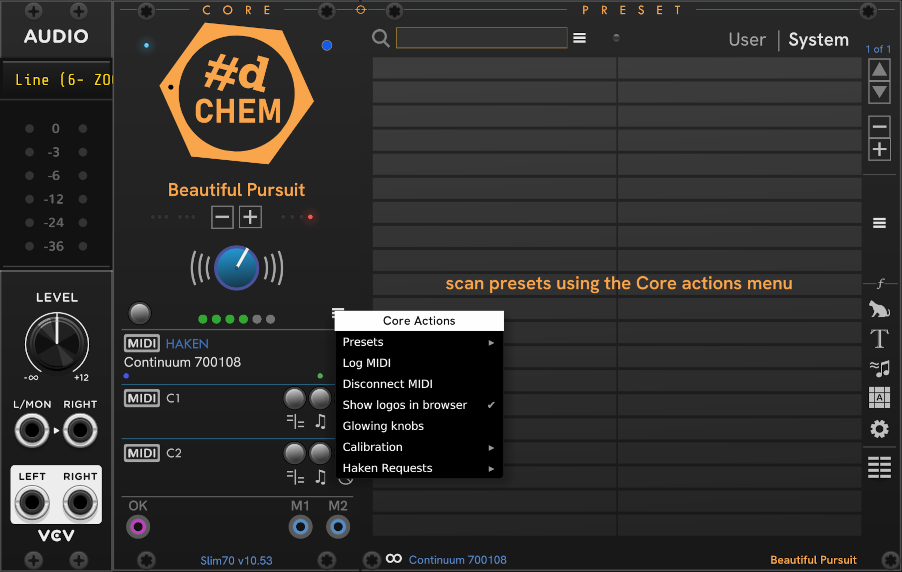 CORE
PRESET
AUDIO
Line (6- ZO
0
-3
-6
-12
-24
-36
LEVEL
-∞ +12
L/MON RIGHT
LEFT RIGHT
VCV
#d
CHEM
Beautiful Pursuit
MIDI HAKEN
Continuum 700108
MIDI C1
MIDI C2
OK M1 M2
Slim70 v10.53
Core Actions
Presets
Log MIDI
Disconnect MIDI
Show logos in browser ✔
Glowing knobs
Calibration
Haken Requests
User | System
1 of 1
scan presets using the Core actions menu
f
T
A
Continuum 700108
Beautiful Pursuit